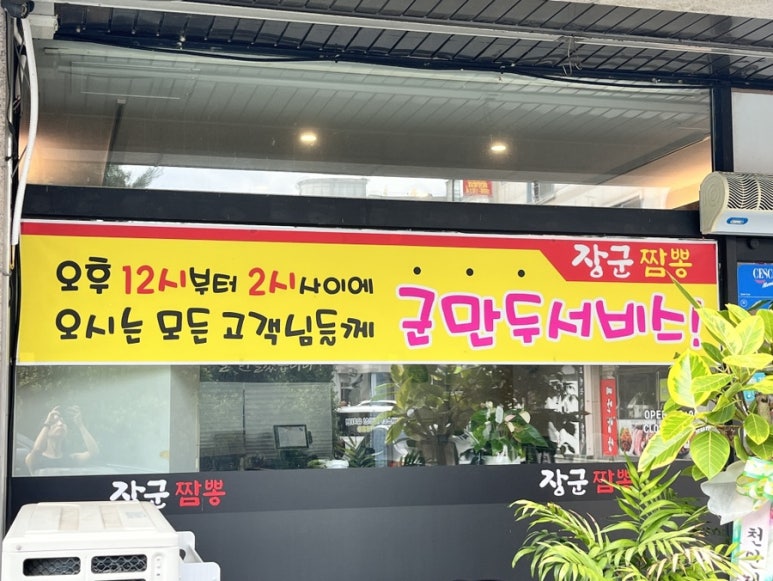 장군 짬뽕
오후 12시부터 2시 사이에
오시는 모든 고객님들께
군만두서비스!
장군 짬뽕
장군 짬뽕
CESC
OPE